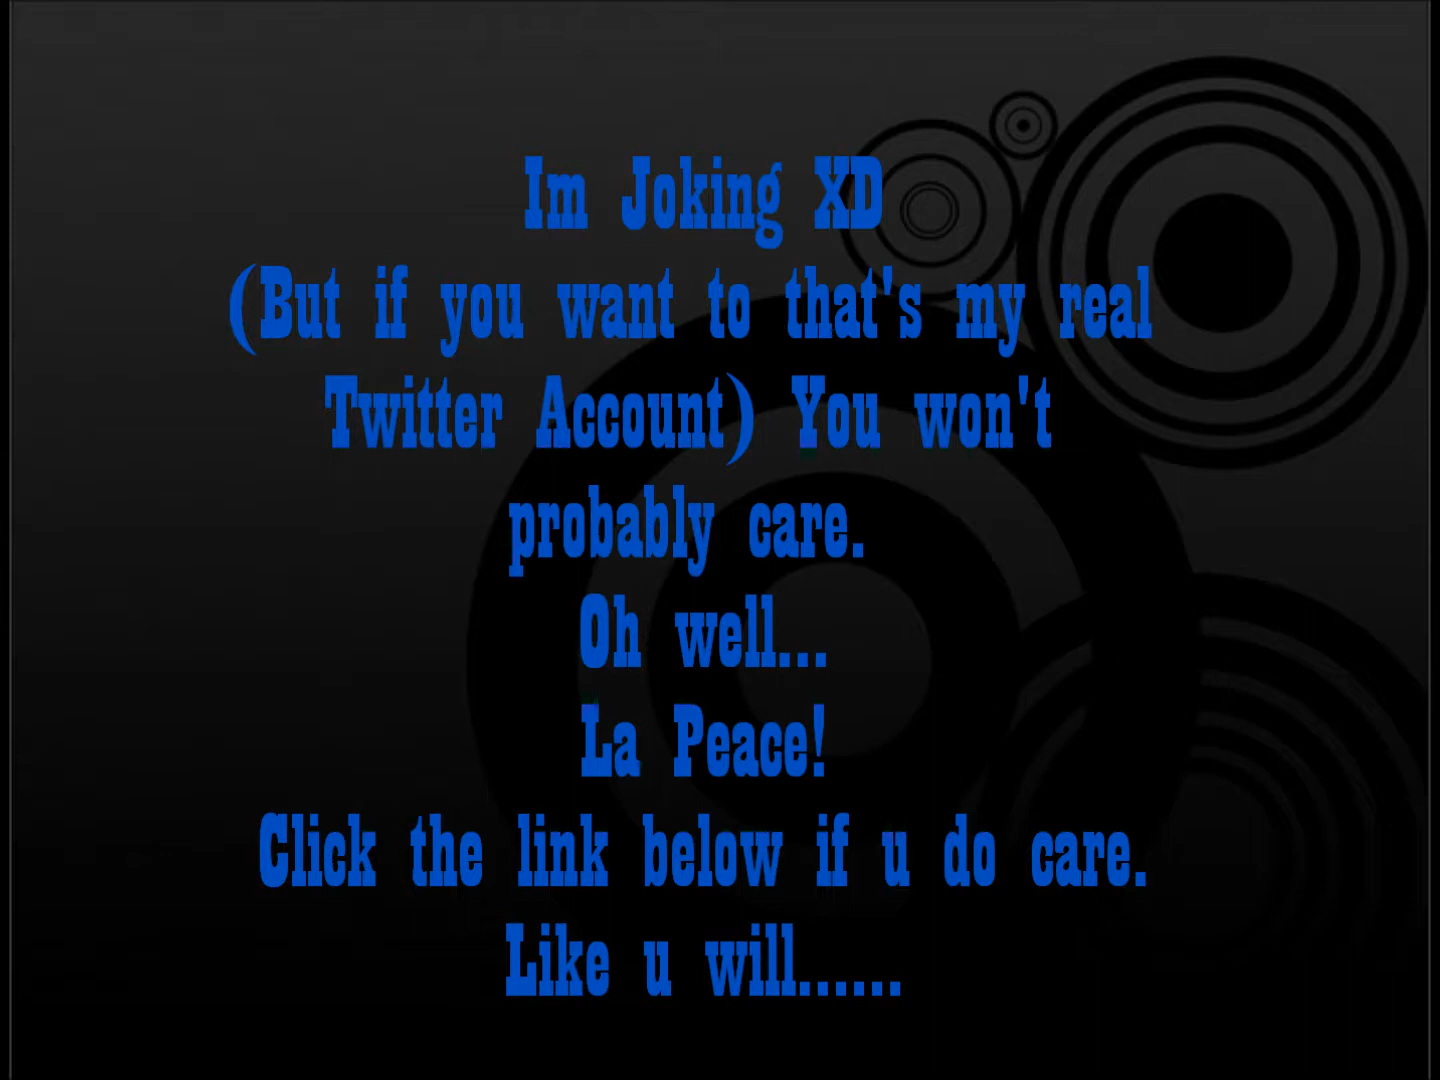 Im Joking XD
(But if you want to that's my real
Twitter Account) You won't
probably care.
Oh well...
La Peace!
Click the link below if u do care.
Like u will......